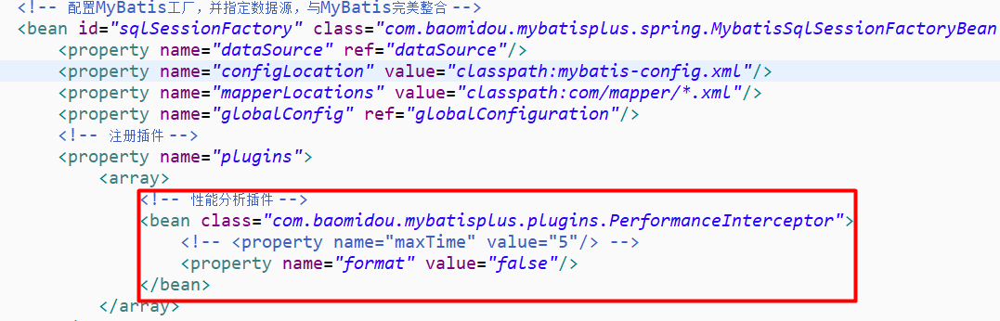 <!-- 配置MyBatis工厂，并指定数据源，与MyBatis完美整合 -->
<bean id="sqlSessionFactory" class="com.baomidou.mybatisplus.spring.MybatisSqlSessionFactoryBean
<property name="dataSource" ref="dataSource"/>
<property name="configLocation" value="classpath:mybatis-config.xml"/>
<property name="mapperLocations" value="classpath:com/mapper/*.xml"/>
<property name="globalConfig" ref="globalConfiguration"/>
<!-- 注册插件 -->
<property name="plugins">
<array>
<!-- 性能分析插件 -->
<bean class="com.baomidou.mybatisplus.plugins.PerformanceInterceptor">
<!-- <property name="maxTime" value="5"/> -->
<property name="format" value="false"/>
</bean>
</array>